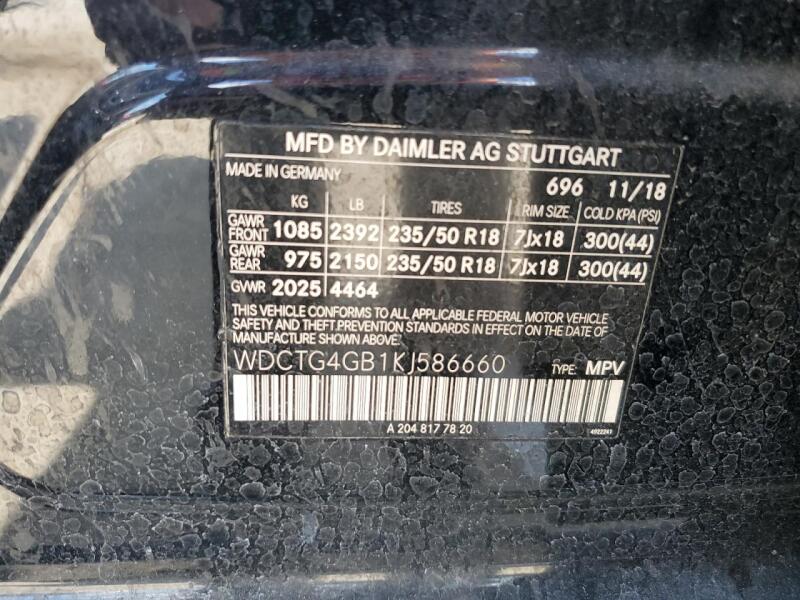 MFD BY DAIMLER AG STUTTGART
MADE IN GERMANY 696 11/18
KG LB TIRES RIM SIZE COLD KPA (PSI)
GAWR FRONT 1085 2392 235/50 R18 7Jx18 300(44)
GAWR REAR 975 2150 235/50 R18 7Jx18 300(44)
GVWR 2025 4464
THIS VEHICLE CONFORMS TO ALL APPLICABLE FEDERAL MOTOR VEHICLE
SAFETY, BUMPER AND THEFT PREVENTION STANDARDS IN EFFECT ON THE DATE OF
MANUFACTURE SHOWN ABOVE.
WDCTG4GB1KJ586660 TYPE: MPV
A 204 817 78 20 4922241